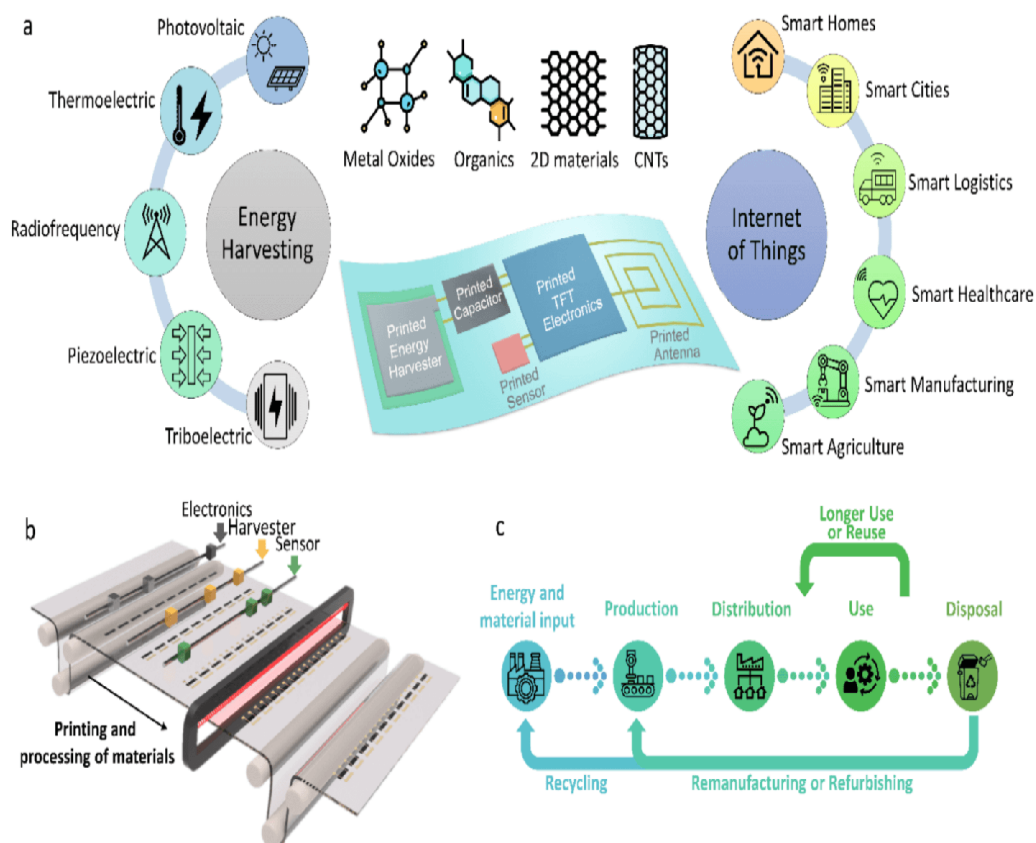 a
Photovoltaic
Thermoelectric
Radiofrequency
Piezoelectric
Triboelectric
Energy
Harvesting
Metal Oxides
Organics
2D materials
CNTs
Printed
Energy
Harvester
Printed
Capacitor
Printed
Sensor
Printed
TFT
Electronics
Printed
Antenna
Internet
of Things
Smart Homes
Smart Cities
Smart Logistics
Smart Healthcare
Smart Manufacturing
Smart Agriculture
b
Electronics
Harvester
Sensor
Printing and
processing of materials
c
Longer Use
or Reuse
Energy and
material input
Production
Distribution
Use
Disposal
Recycling
Remanufacturing or Refurbishing